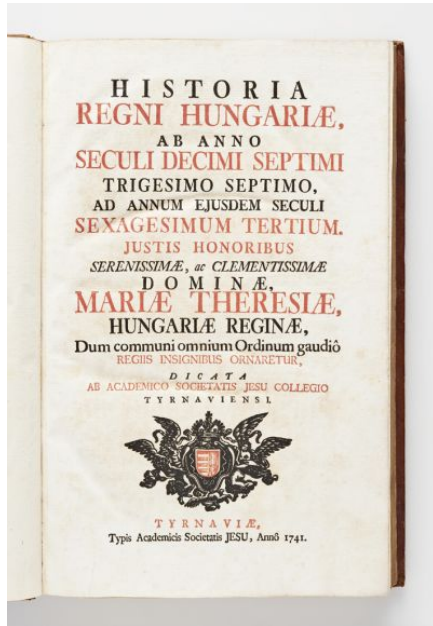 HISTORIA
REGNI HUNGARIÆ,
AB ANNO
SECULI DECIMI SEPTIMI
TRIGESIMO SEPTIMO,
AD ANNUM EJUSDEM SECULI
SEXAGESIMUM TERTIUM.
JUSTIS HONORIBUS
SERENISSIMÆ, ac CLEMENTISSIMÆ
DOMINÆ,
MARIÆ THERESIÆ,
HUNGARIÆ REGINÆ,
Dum communi omnium Ordinum gaudiô
REGIIS INSIGNIBUS ORNARETUR,
DICATA
AB ACADEMICO SOCIETATIS JESU COLLEGIO
TYRNAVIENSI.
TYRNAVIÆ,
Typis Academicis Societatis JESU, Annô 1741.